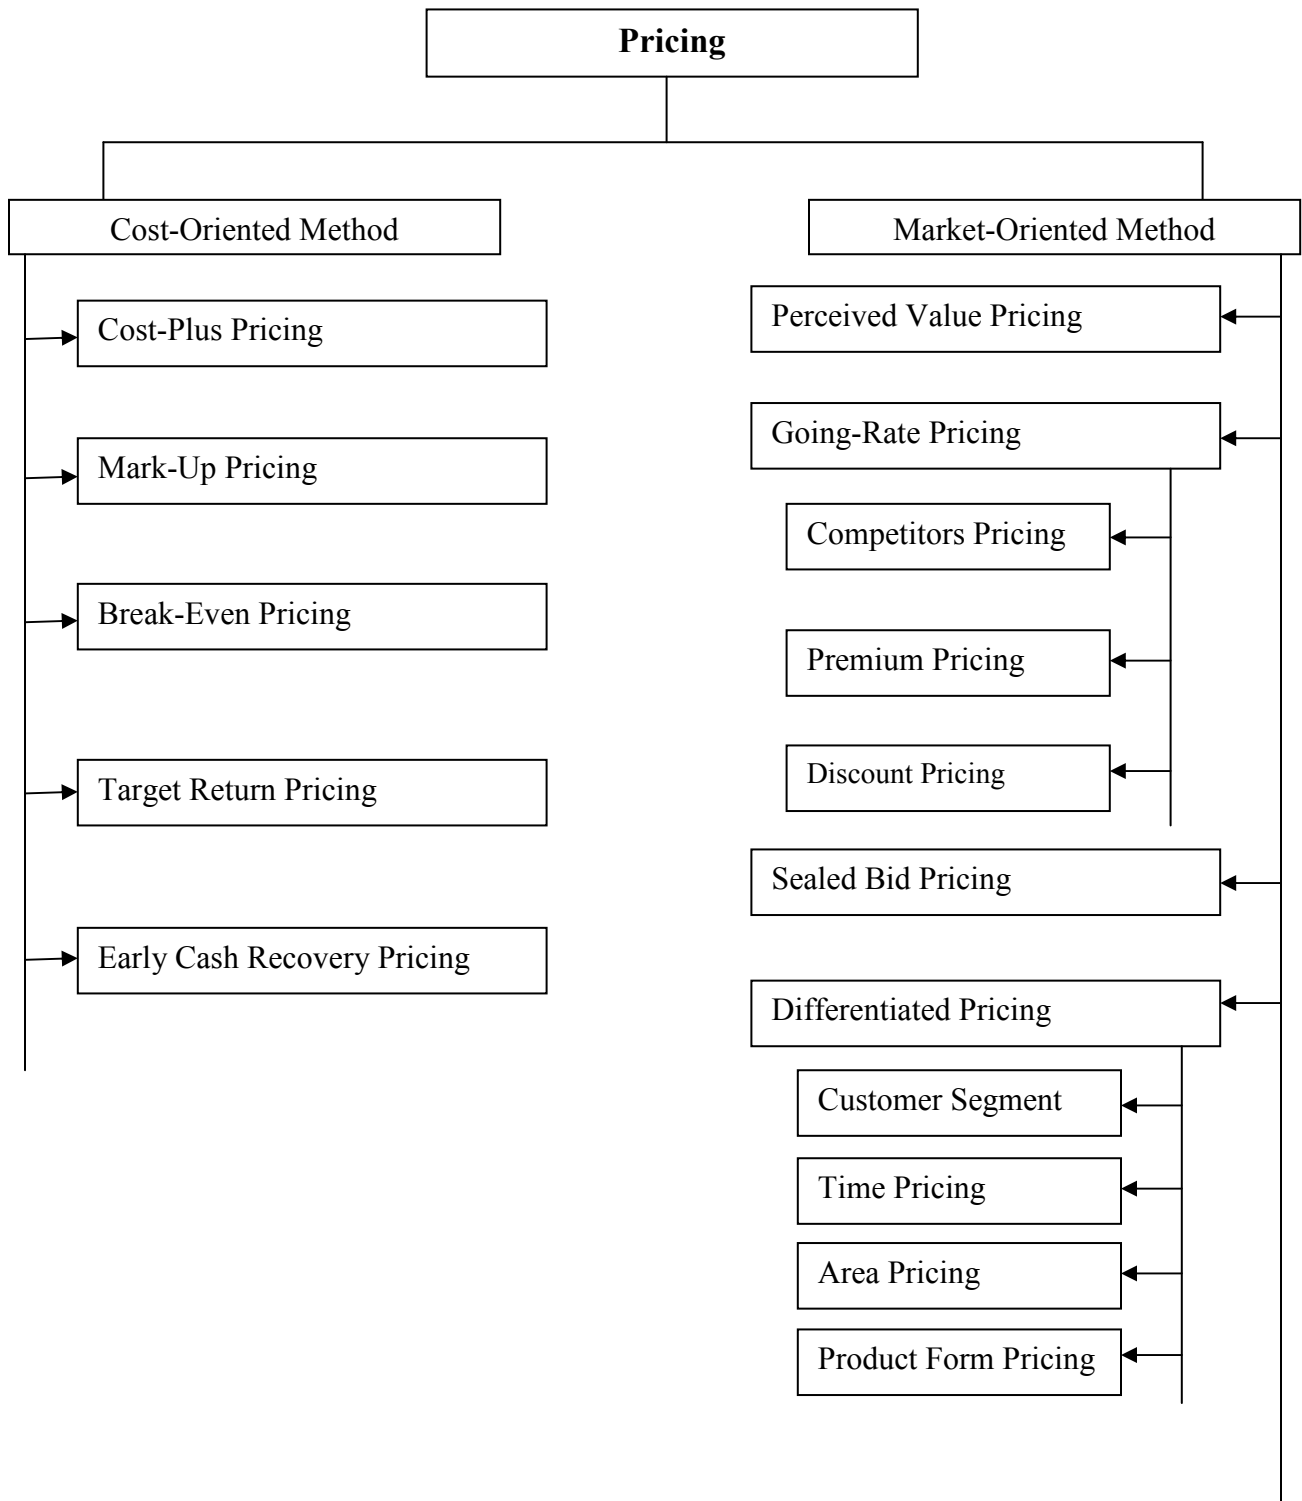 Pricing
Cost-Oriented Method
Cost-Plus Pricing
Mark-Up Pricing
Break-Even Pricing
Target Return Pricing
Early Cash Recovery Pricing
Market-Oriented Method
Perceived Value Pricing
Going-Rate Pricing
Competitors Pricing
Premium Pricing
Discount Pricing
Sealed Bid Pricing
Differentiated Pricing
Customer Segment
Time Pricing
Area Pricing
Product Form Pricing